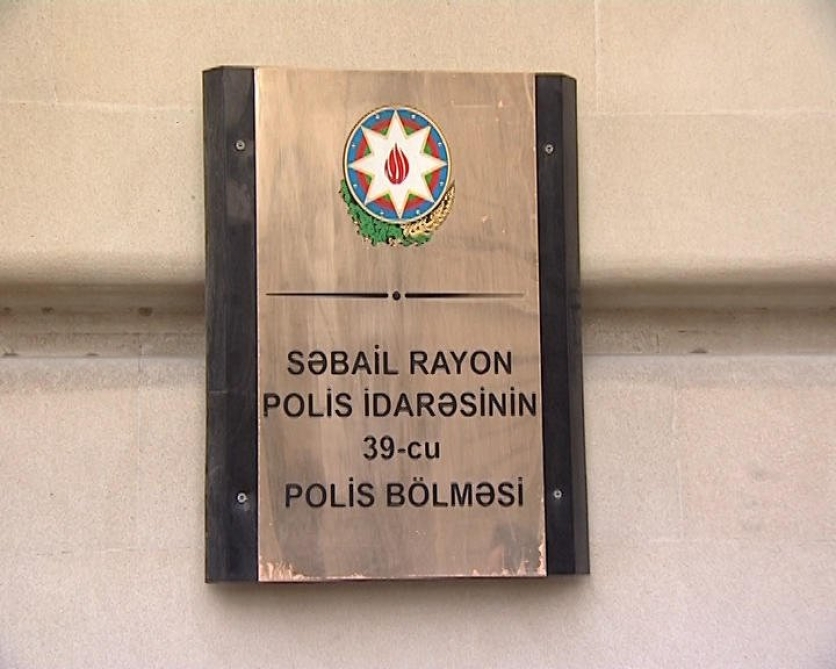 SƏBAİL RAYON
POLİS İDARƏSİNİN
39-cu
POLİS BÖLMƏSİ